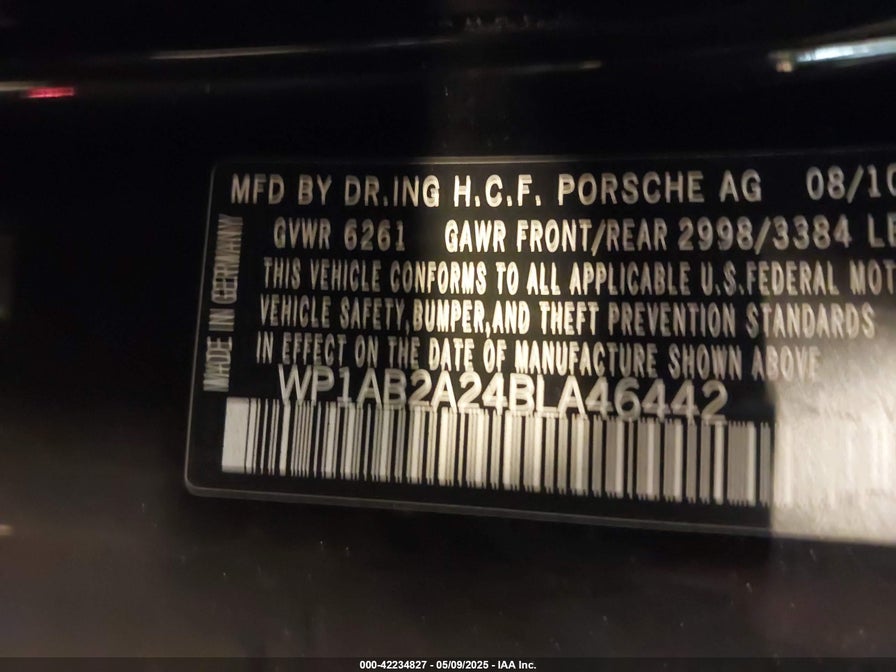 MFD BY DR.ING H.C.F. PORSCHE AG 08/10
GVWR 6261 GAWR FRONT/REAR 2998/3384
THIS VEHICLE CONFORMS TO ALL APPLICABLE U.S.FEDERAL
VEHICLE SAFETY,BUMPER,AND THEFT PREVENTION STANDARDS
IN EFFECT ON THE DATE OF MANUFACTURE SHOWN ABOVE
WP1AB2A24BLA46442
MADE IN GERMANY
000-42234827 - 05/09/2025 - IAA Inc.